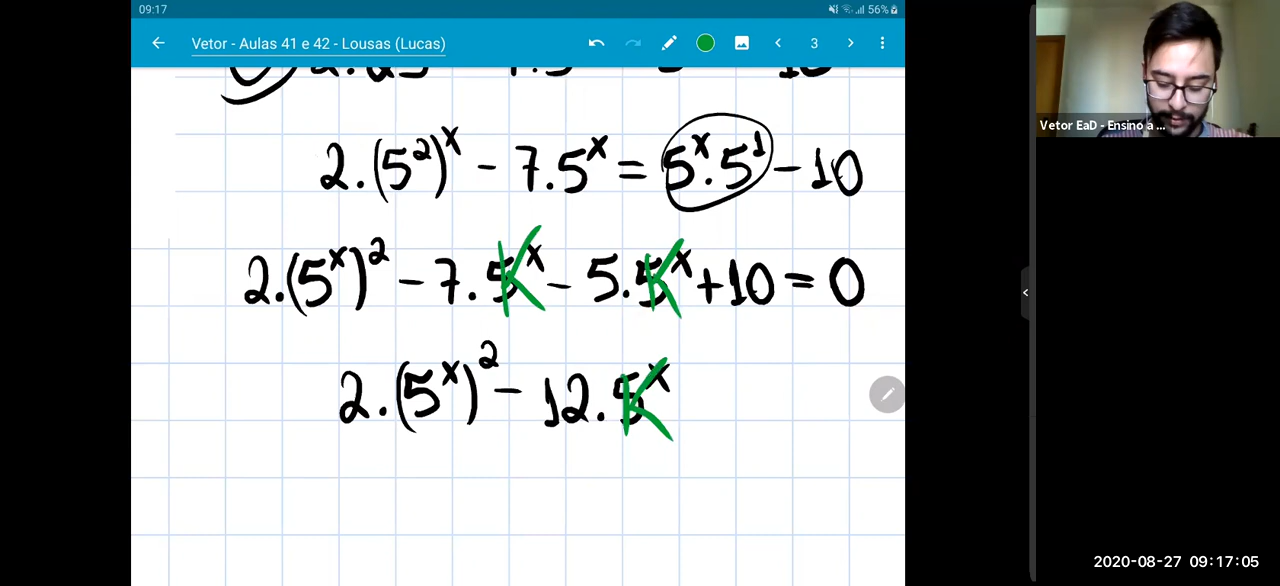 09:17 56%
Vetor - Aulas 41 e 42 - Lousas (Lucas) 3
2.(5²)ˣ - 7.5ˣ = 5ˣ.5¹ - 10
2.(5ˣ)² - 7.5ˣ K - 5.5ˣ K + 10 = 0
2.(5ˣ)² - 12.5ˣ K
Vetor EaD - Ensino a ...
2020-08-27 09:17:05